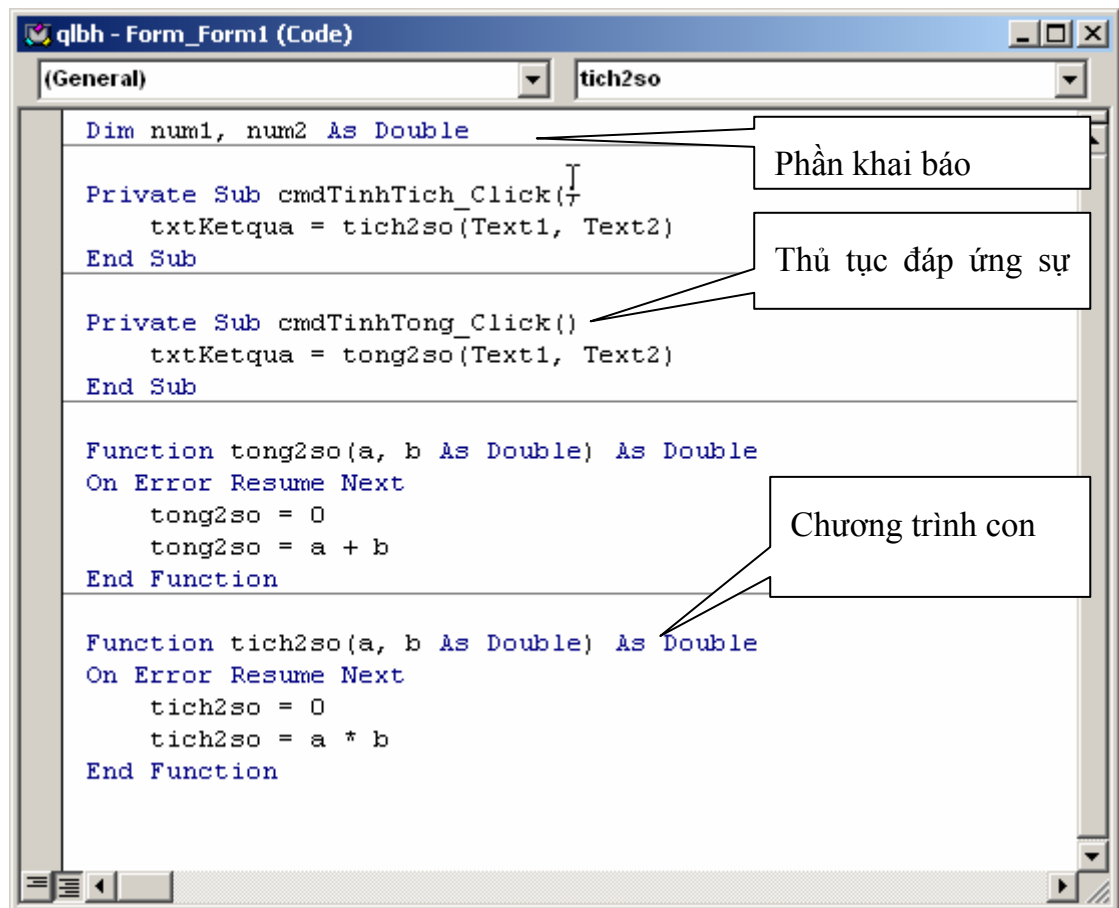 qlbh - Form_Form1 (Code)
(General) tich2so
Dim num1, num2 As Double
Phần khai báo
Private Sub cmdTinhTich_Click(
txtKetqua = tich2so(Text1, Text2)
End Sub
Thủ tục đáp ứng sự
Private Sub cmdTinhTong_Click()
txtKetqua = tong2so(Text1, Text2)
End Sub
Function tong2so(a, b As Double) As Double
On Error Resume Next
tong2so = 0
tong2so = a + b
End Function
Chương trình con
Function tich2so(a, b As Double) As Double
On Error Resume Next
tich2so = 0
tich2so = a * b
End Function